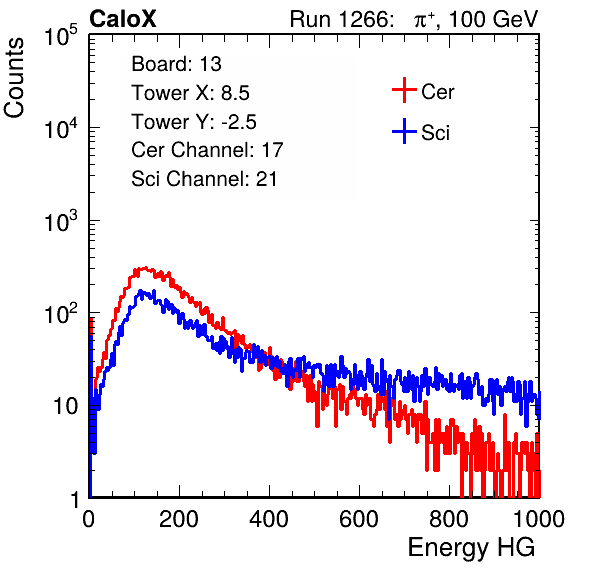 CaloX Run 1266: π⁺, 100 GeV
Counts
10⁵
10⁴
10³
10²
10
1
Board: 13
Tower X: 8.5
Tower Y: -2.5
Cer Channel: 17
Sci Channel: 21
Cer
Sci
0 200 400 600 800 1000
Energy HG